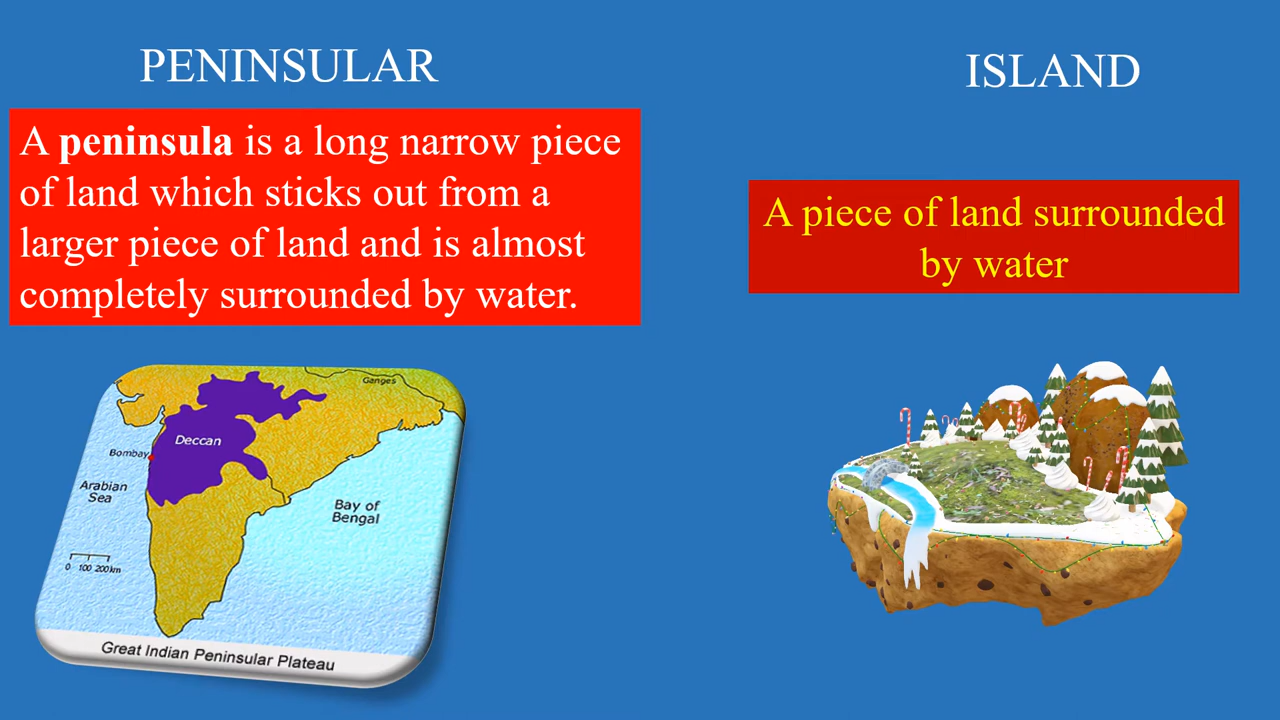 PENINSULAR
A peninsula is a long narrow piece
of land which sticks out from a
larger piece of land and is almost
completely surrounded by water.
ISLAND
A piece of land surrounded
by water
Ganges
Deccan
Bombay
Arabian
Sea
Bay of
Bengal
0 100 200km
Great Indian Peninsular Plateau